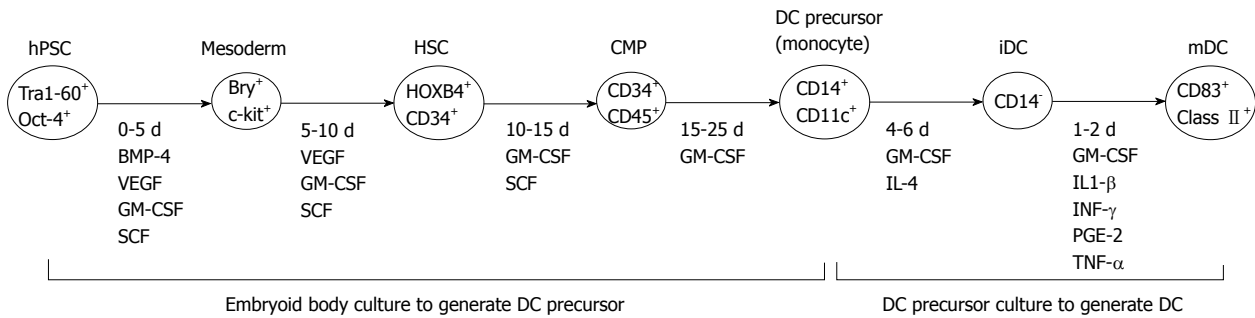 hPSC
Tra1-60+
Oct-4+
0-5 d
BMP-4
VEGF
GM-CSF
SCF
Mesoderm
Bry+
c-kit+
5-10 d
VEGF
GM-CSF
SCF
HSC
HOXB4+
CD34+
10-15 d
GM-CSF
SCF
CMP
CD34+
CD45+
15-25 d
GM-CSF
DC precursor
(monocyte)
CD14+
CD11c+
4-6 d
GM-CSF
IL-4
iDC
CD14-
1-2 d
GM-CSF
IL1-β
INF-γ
PGE-2
TNF-α
mDC
CD83+
Class Ⅱ+
Embryoid body culture to generate DC precursor
DC precursor culture to generate DC